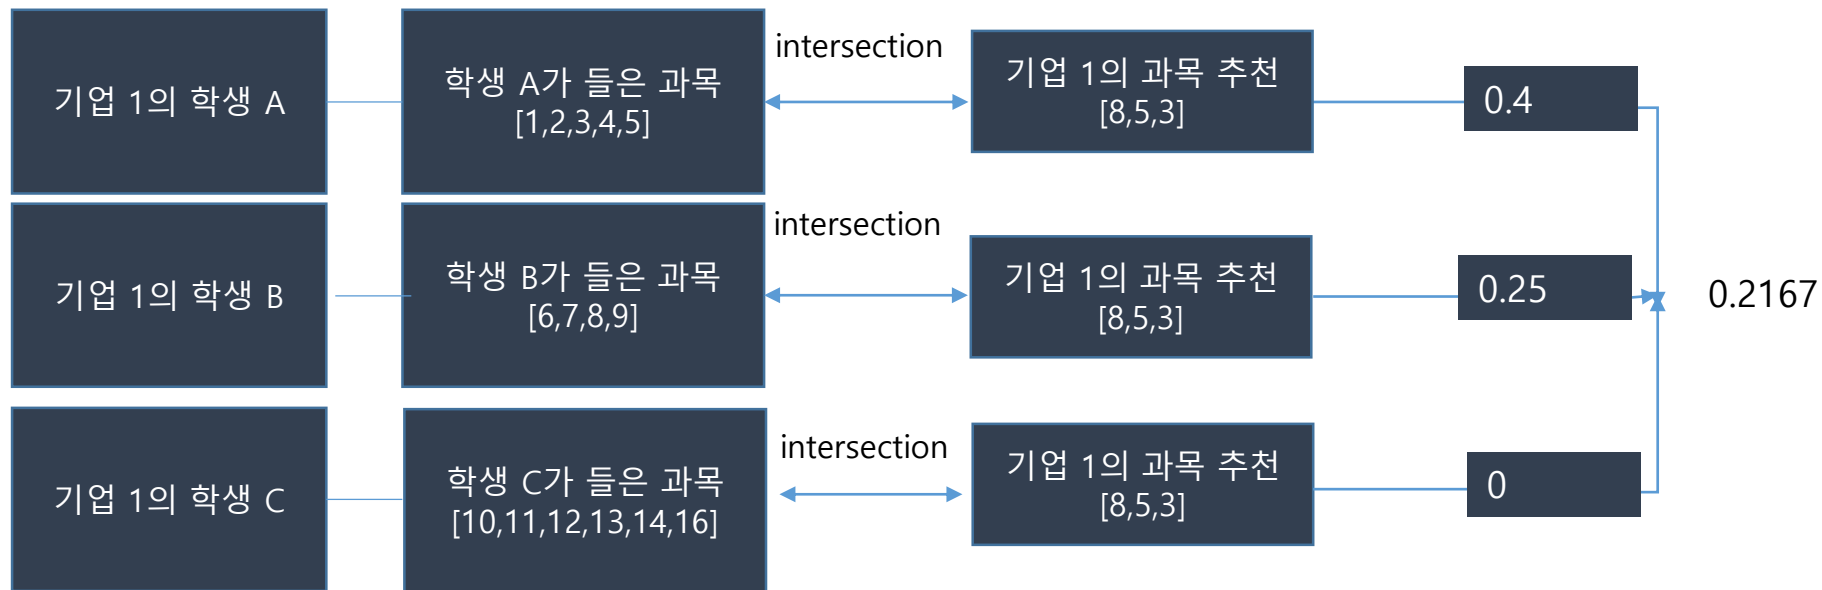 기업 1의 학생 A
학생 A가 들은 과목
[1,2,3,4,5]
intersection
기업 1의 과목 추천
[8,5,3]
0.4
기업 1의 학생 B
학생 B가 들은 과목
[6,7,8,9]
intersection
기업 1의 과목 추천
[8,5,3]
0.25
0.2167
기업 1의 학생 C
학생 C가 들은 과목
[10,11,12,13,14,16]
intersection
기업 1의 과목 추천
[8,5,3]
0